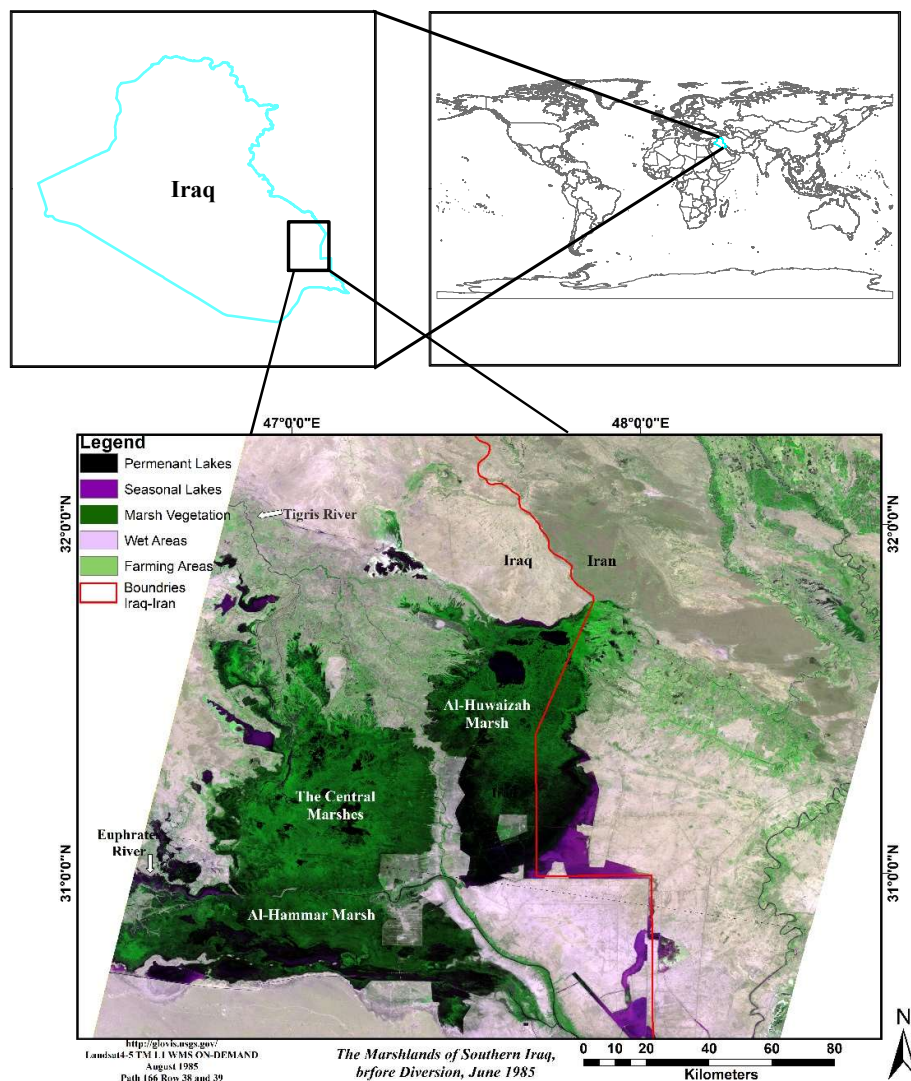 Iraq
47°0'0"E
48°0'0"E
Legend
Permenant Lakes
Seasonal Lakes
Marsh Vegetation
Wet Areas
Farming Areas
Boundries
Iraq-Iran
32°0'0"N
32°0'0"N
Tigris River
Iraq
Iran
Al-Huwaizah
Marsh
The Central
Marshes
Euphrates
River
31°0'0"N
31°0'0"N
Al-Hammar Marsh
http://glovis.usgs.gov/
Landsat4-5 TM L1 WMS ON-DEMAND
August 1985
Path 166 Row 38 and 39
The Marshlands of Southern Iraq,
brfore Diversion, June 1985
0 10 20 40 60 80
Kilometers
N